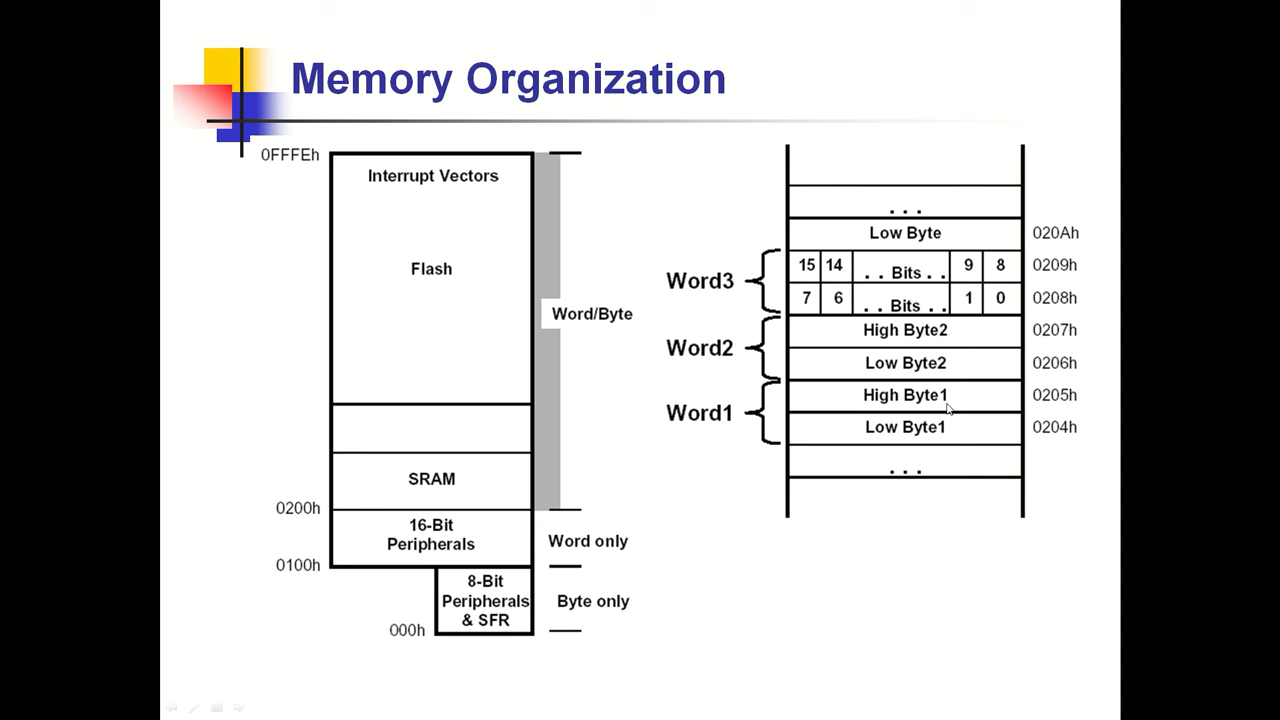 Memory Organization
0FFFEh
Interrupt Vectors
Flash
Word/Byte
SRAM
0200h
16-Bit
Peripherals
Word only
0100h
8-Bit
Peripherals
& SFR
Byte only
000h
. . .
Low Byte
020Ah
Word3
15 14 . . Bits . . 9 8
0209h
7 6 . . Bits . . 1 0
0208h
Word2
High Byte2
0207h
Low Byte2
0206h
Word1
High Byte1
0205h
Low Byte1
0204h
. . .